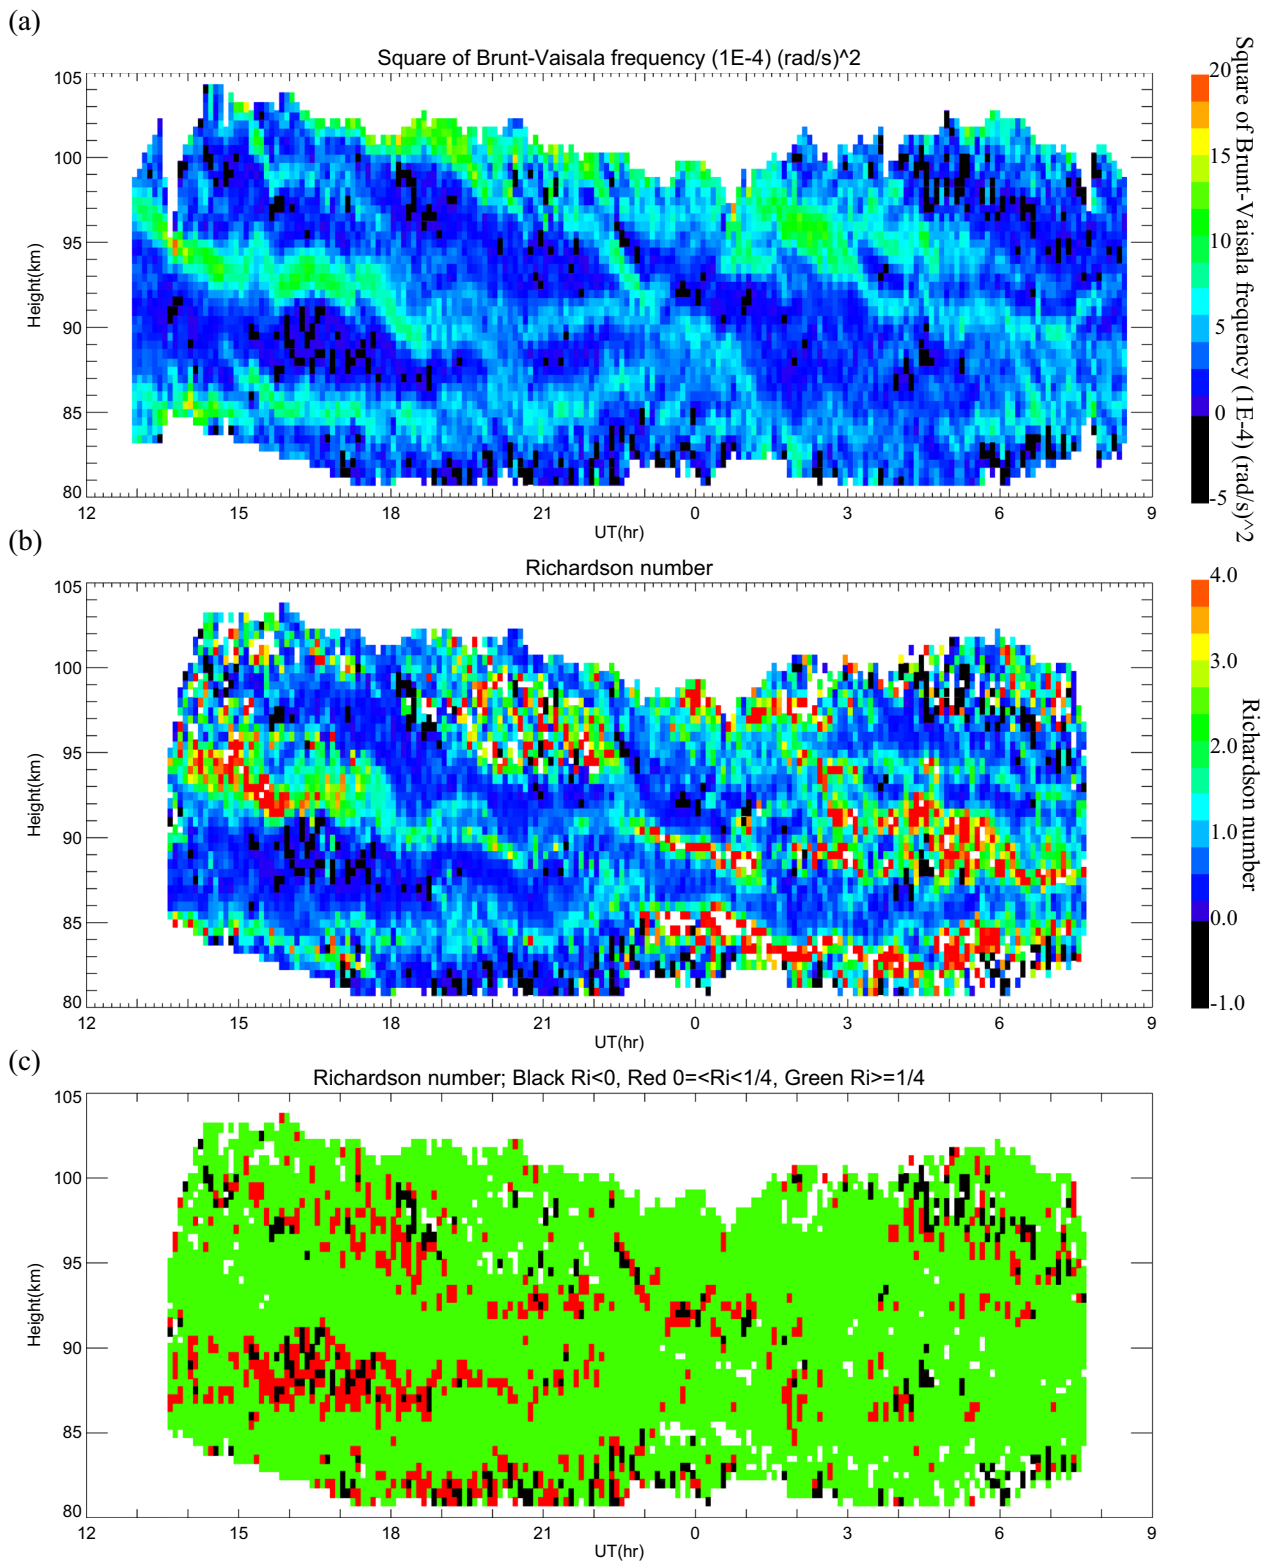 (a)
Square of Brunt-Vaisala frequency (1E-4) (rad/s)^2
105
100
95
90
85
80
Height(km)
12 15 18 21 0 3 6 9
UT(hr)
20
15
10
5
0
-5
Square of Brunt-Vaisala frequency (1E-4) (rad/s)^2
(b)
Richardson number
105
100
95
90
85
80
Height(km)
12 15 18 21 0 3 6 9
UT(hr)
4.0
3.0
2.0
1.0
0.0
-1.0
Richardson number
(c)
Richardson number; Black Ri<0, Red 0=<Ri<1/4, Green Ri>=1/4
105
100
95
90
85
80
Height(km)
12 15 18 21 0 3 6 9
UT(hr)